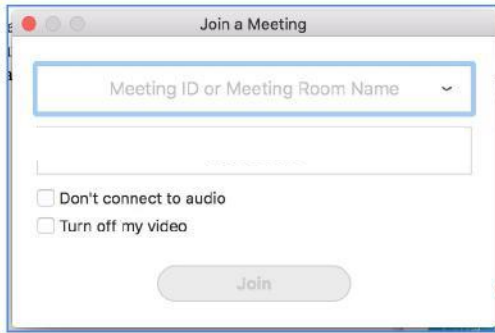 Join a Meeting
Meeting ID or Meeting Room Name
Don't connect to audio
Turn off my video
Join